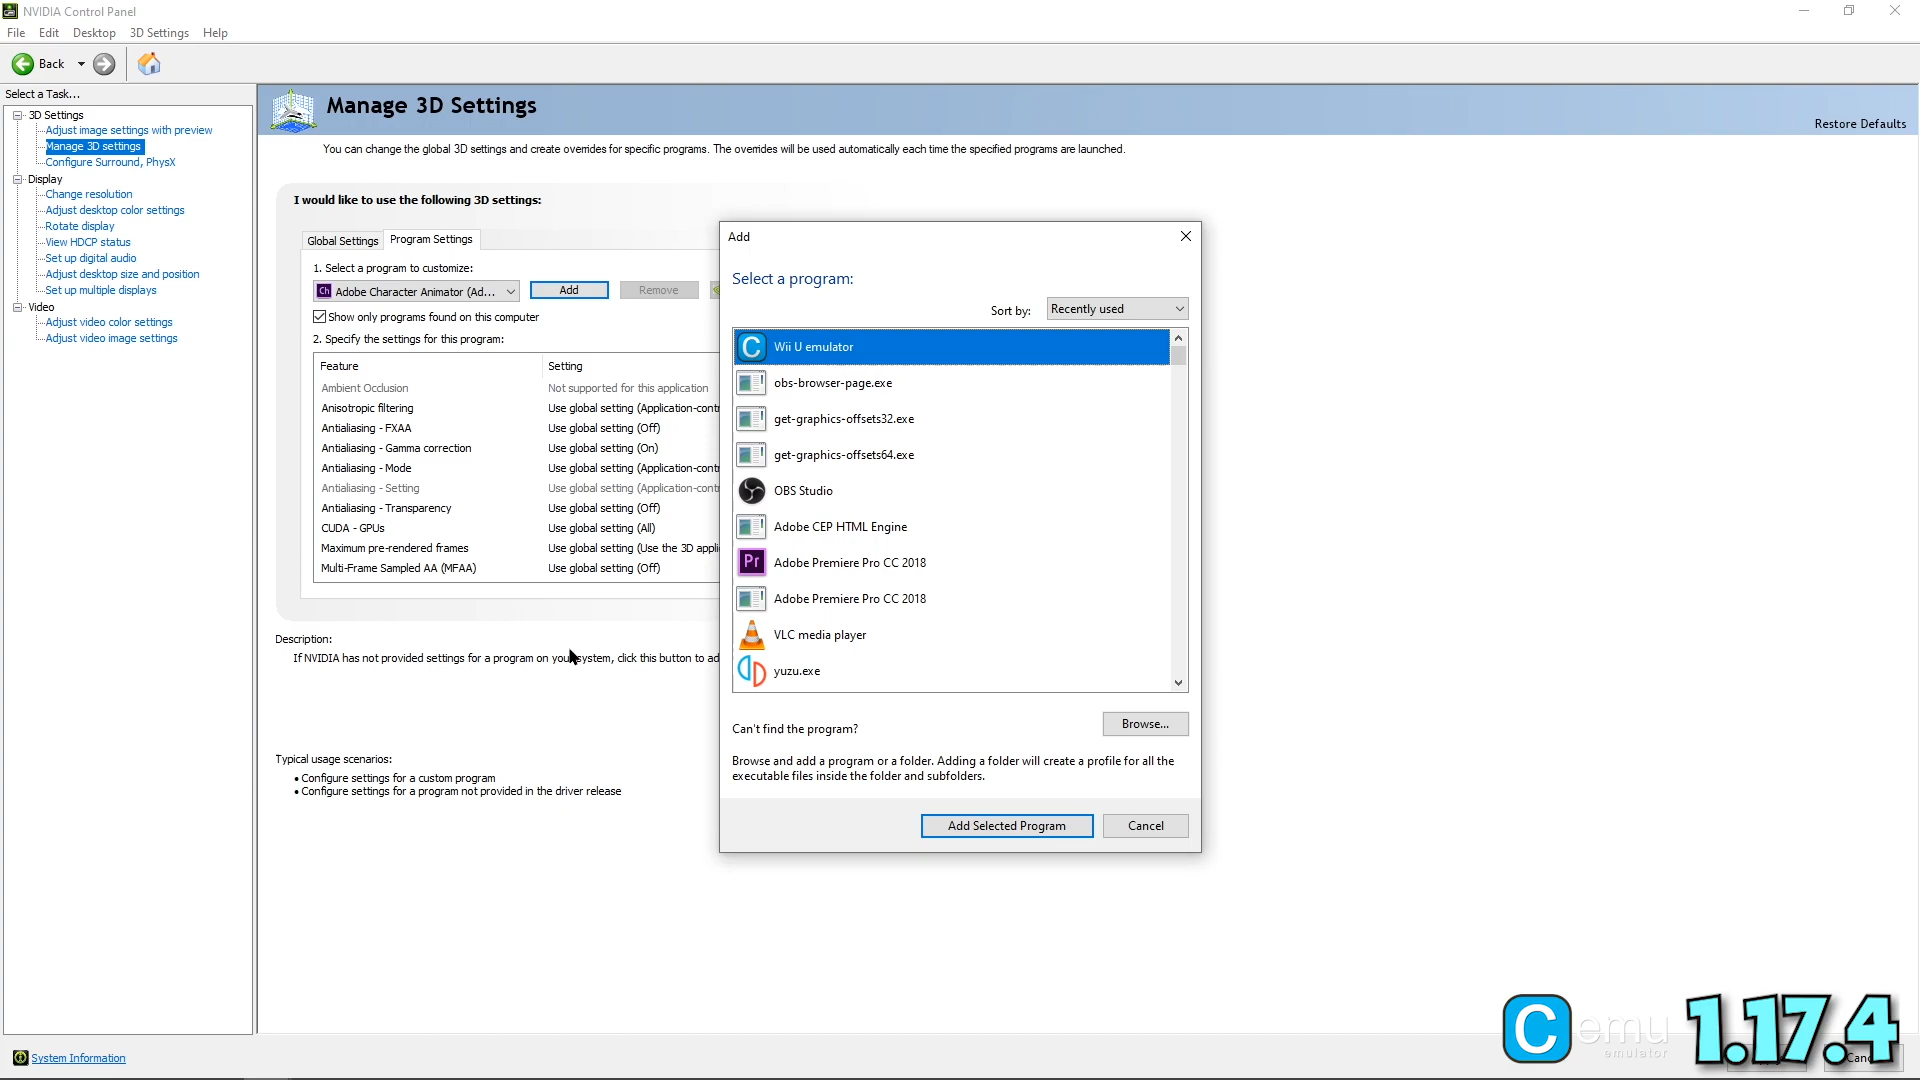 NVIDIA Control Panel
File Edit Desktop 3D Settings Help
Back
Select a Task...
3D Settings
Adjust image settings with preview
Manage 3D settings
Configure Surround, PhysX
Display
Change resolution
Adjust desktop color settings
Rotate display
View HDCP status
Set up digital audio
Adjust desktop size and position
Set up multiple displays
Video
Adjust video color settings
Adjust video image settings
System Information
Manage 3D Settings
Restore Defaults
You can change the global 3D settings and create overrides for specific programs. The overrides will be used automatically each time the specified programs are launched.
I would like to use the following 3D settings:
Global Settings Program Settings
1. Select a program to customize:
Ch Adobe Character Animator (Ad... Add Remove
Show only programs found on this computer
2. Specify the settings for this program:
Feature Setting
Ambient Occlusion Not supported for this application
Anisotropic filtering Use global setting (Application-contr
Antialiasing - FXAA Use global setting (Off)
Antialiasing - Gamma correction Use global setting (On)
Antialiasing - Mode Use global setting (Application-contr
Antialiasing - Setting Use global setting (Application-contr
Antialiasing - Transparency Use global setting (Off)
CUDA - GPUs Use global setting (All)
Maximum pre-rendered frames Use global setting (Use the 3D appli
Multi-Frame Sampled AA (MFAA) Use global setting (Off)
Description:
If NVIDIA has not provided settings for a program on your system, click this button to ad
Typical usage scenarios:
• Configure settings for a custom program
• Configure settings for a program not provided in the driver release
Add
Select a program:
Sort by: Recently used
C Wii U emulator
obs-browser-page.exe
get-graphics-offsets32.exe
get-graphics-offsets64.exe
OBS Studio
Adobe CEP HTML Engine
Pr Adobe Premiere Pro CC 2018
Adobe Premiere Pro CC 2018
VLC media player
yuzu.exe
Can't find the program?
Browse...
Browse and add a program or a folder. Adding a folder will create a profile for all the
executable files inside the folder and subfolders.
Add Selected Program Cancel
Cemu
emulator
1.17.4